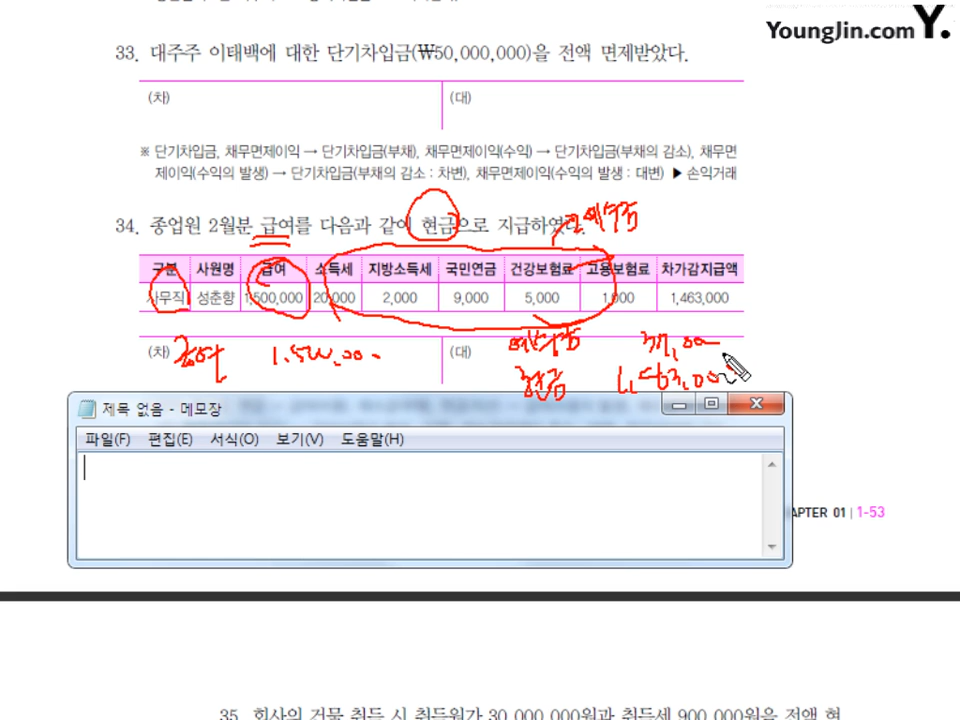 YoungJin.com Y.
33. 대주주 이태백에 대한 단기차입금(₩50,000,000)을 전액 면제받았다.
(차) (대)
※ 단기차입금, 채무면제이익 → 단기차입금(부채), 채무면제이익(수익) → 단기차입금(부채의 감소), 채무면
제이익(수익의 발생) → 단기차입금(부채의 감소 : 차변), 채무면제이익(수익의 발생 : 대변) ▶ 손익거래
34. 종업원 2월분 급여를 다음과 같이 현금으로 지급하였다.
예수금
구분 사원명 급여 소득세 지방소득세 국민연금 건강보험료 고용보험료 차가감지급액
사무직 성춘향 1,500,000 20,000 2,000 9,000 5,000 1,000 1,463,000
(차) 급여 1,500,000 (대) 예수금 37,000
현금 1,463,000
제목 없음 - 메모장
파일(F) 편집(E) 서식(O) 보기(V) 도움말(H)
APTER 01 | 1-53
35. 회사의 건물 취득 시 취득원가 30,000,000원과 취득세 900,000원을 전액 현